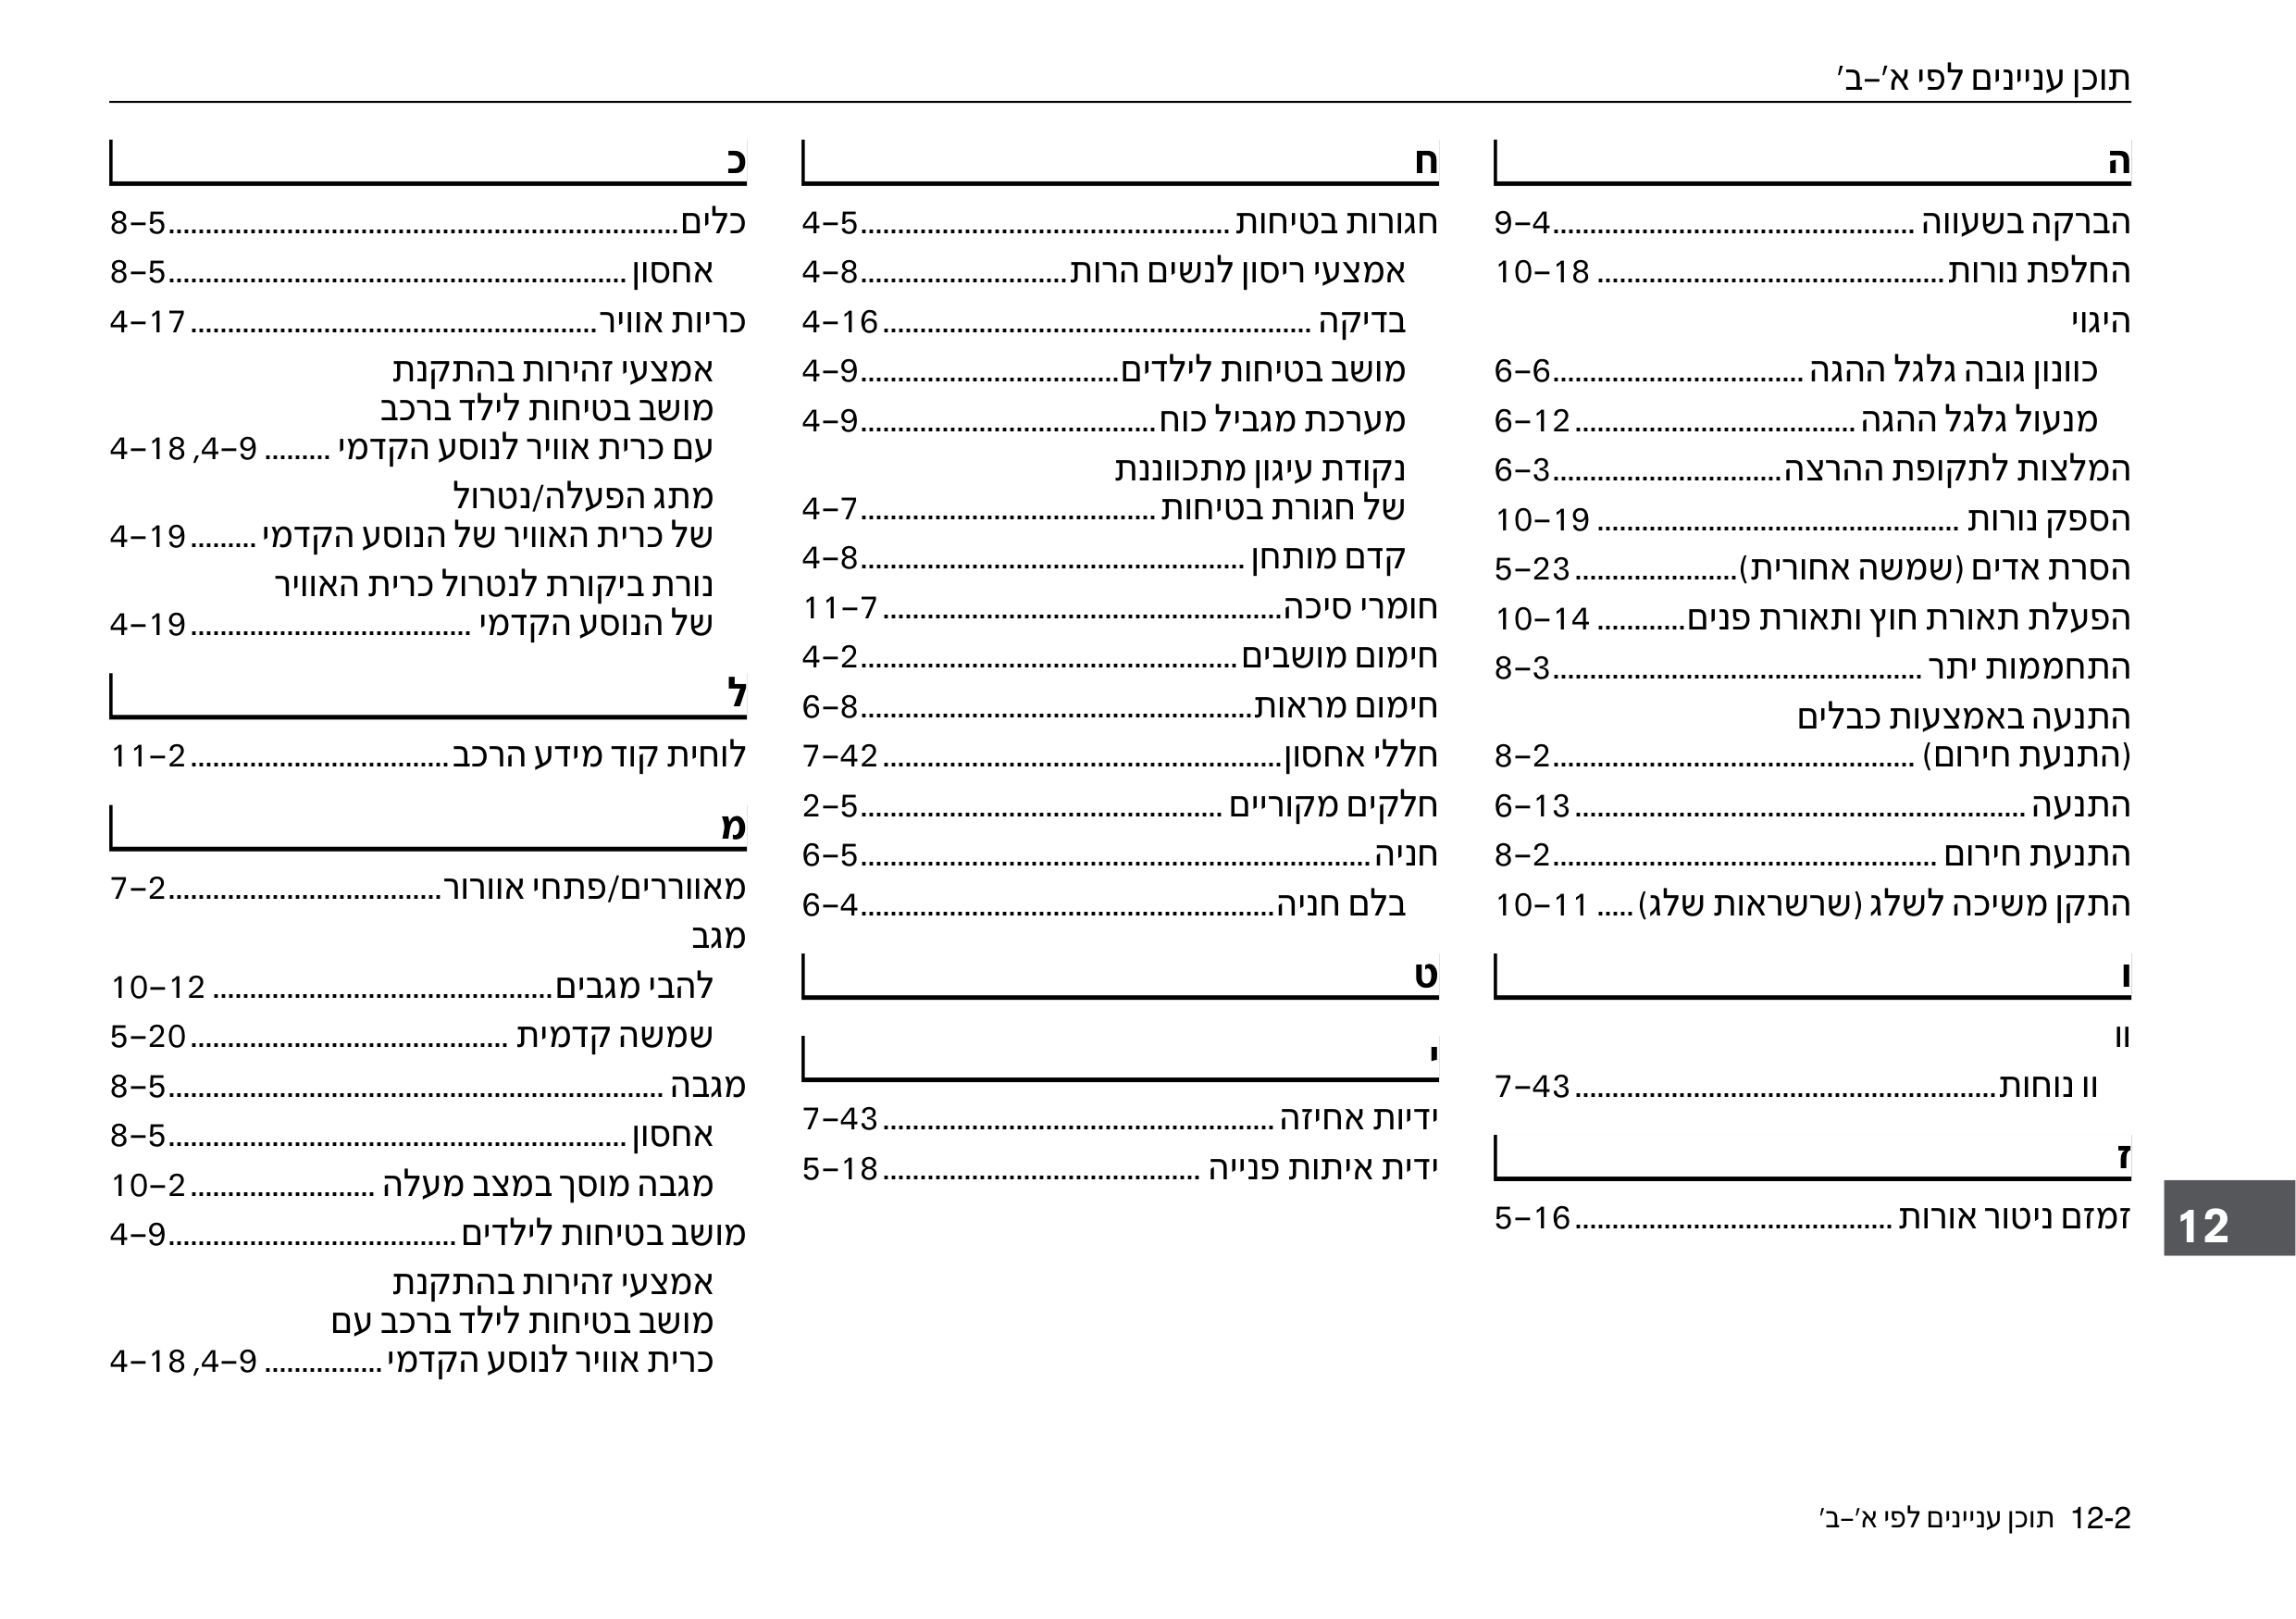 תוכן עניינים לפי א'–ב'
ה
הברקה בשעווה................................................. 9–4
החלפת נורות............................................... 10–18
היגוי
כוונון גובה גלגל ההגה.................................. 6–6
מנעול גלגל ההגה...................................... 6–12
המלצות לתקופת ההרצה............................... 6–3
הספק נורות................................................. 10–19
הסרת אדים (שמשה אחורית)...................... 5–23
הפעלת תאורת חוץ ותאורת פנים............ 10–14
התחממות יתר.................................................. 8–3
התנעה באמצעות כבלים
(התנעת חירום)................................................. 8–2
התנעה............................................................. 6–13
התנעת חירום.................................................... 8–2
התקן משיכה לשלג (שרשראות שלג)..... 10–11
ו
וו
וו נוחות......................................................... 7–43
ז
זמזם ניטור אורות........................................... 5–16
ח
חגורות בטיחות.................................................. 4–5
אמצעי ריסון לנשים הרות............................ 4–8
בדיקה.......................................................... 4–16
מושב בטיחות לילדים................................... 4–9
מערכת מגביל כוח........................................ 4–9
נקודת עיגון מתכווננת
של חגורת בטיחות........................................ 4–7
קדם מותחן.................................................... 4–8
חומרי סיכה...................................................... 11–7
חימום מושבים................................................... 4–2
חימום מראות..................................................... 6–8
חללי אחסון...................................................... 7–42
חלקים מקוריים................................................. 2–5
חניה..................................................................... 6–5
בלם חניה........................................................ 6–4
ט
י
ידיות אחיזה..................................................... 7–43
ידית איתות פנייה........................................... 5–18
כ
כלים..................................................................... 8–5
אחסון.............................................................. 8–5
כריות אוויר....................................................... 4–17
אמצעי זהירות בהתקנת
מושב בטיחות לילד ברכב
עם כרית אוויר לנוסע הקדמי......... 4–9, 4–18
מתג הפעלה/נטרול
של כרית האוויר של הנוסע הקדמי......... 4–19
נורת ביקורת לנטרול כרית האוויר
של הנוסע הקדמי...................................... 4–19
ל
לוחית קוד מידע הרכב................................... 11–2
מ
מאווררים/פתחי אוורור..................................... 7–2
מגב
להבי מגבים.............................................. 10–12
שמשה קדמית........................................... 5–20
מגבה................................................................... 8–5
אחסון.............................................................. 8–5
מגבה מוסך במצב מעלה......................... 10–2
מושב בטיחות לילדים....................................... 4–9
אמצעי זהירות בהתקנת
מושב בטיחות לילד ברכב עם
כרית אוויר לנוסע הקדמי................ 4–9, 4–18
12
12-2 תוכן עניינים לפי א'–ב'